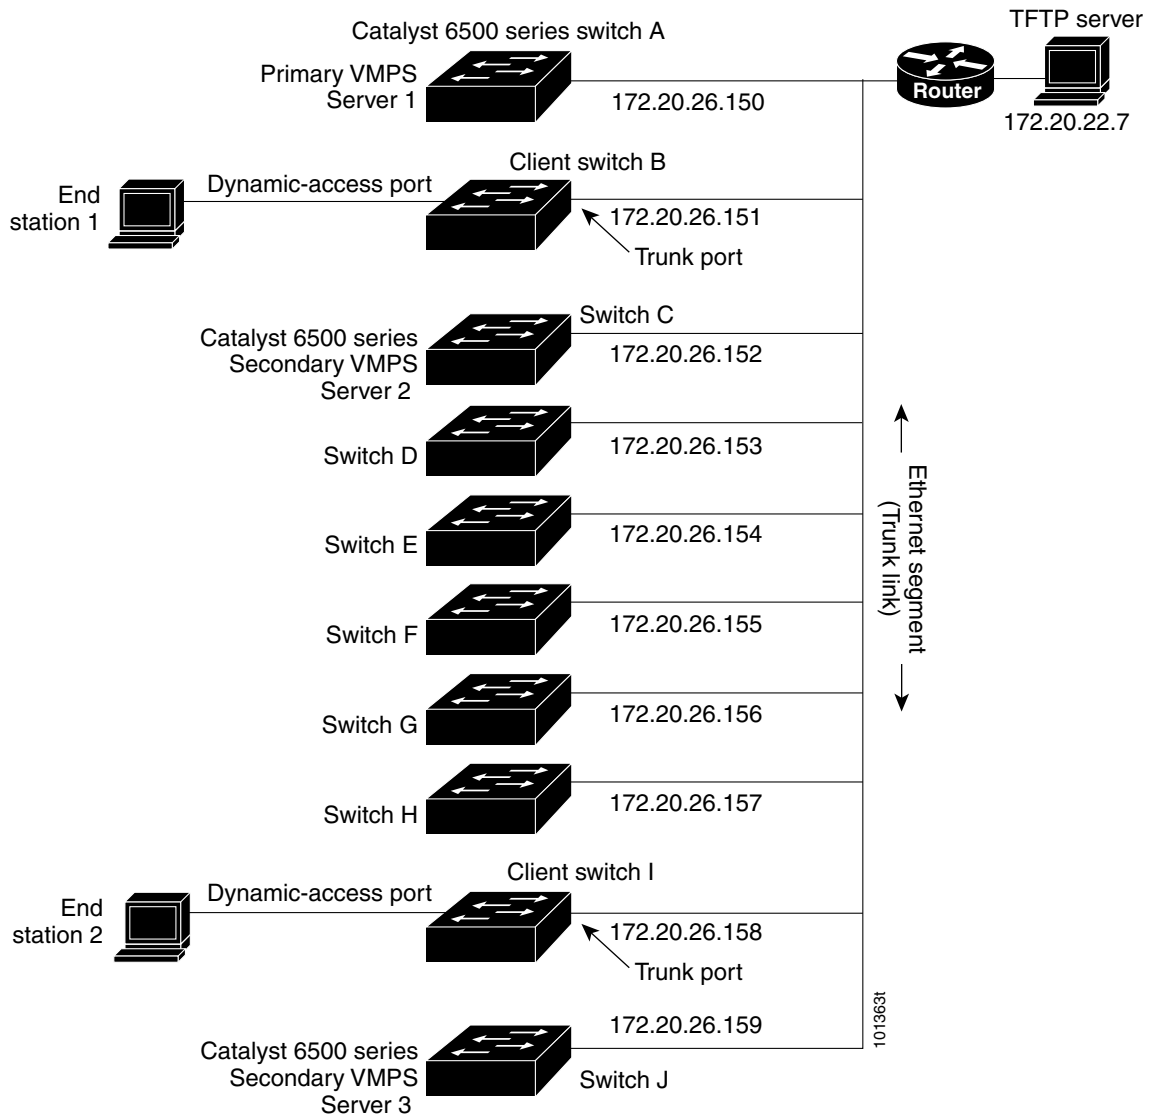 Catalyst 6500 series switch A
TFTP server
Primary VMPS
Server 1
172.20.26.150
Router
172.20.22.7
Client switch B
End
station 1
Dynamic-access port
172.20.26.151
Trunk port
Switch C
Catalyst 6500 series
Secondary VMPS
Server 2
172.20.26.152
Switch D
172.20.26.153
Switch E
172.20.26.154
Ethernet segment
(Trunk link)
Switch F
172.20.26.155
Switch G
172.20.26.156
Switch H
172.20.26.157
Client switch I
End
station 2
Dynamic-access port
172.20.26.158
Trunk port
172.20.26.159
101363t
Catalyst 6500 series
Secondary VMPS
Server 3
Switch J